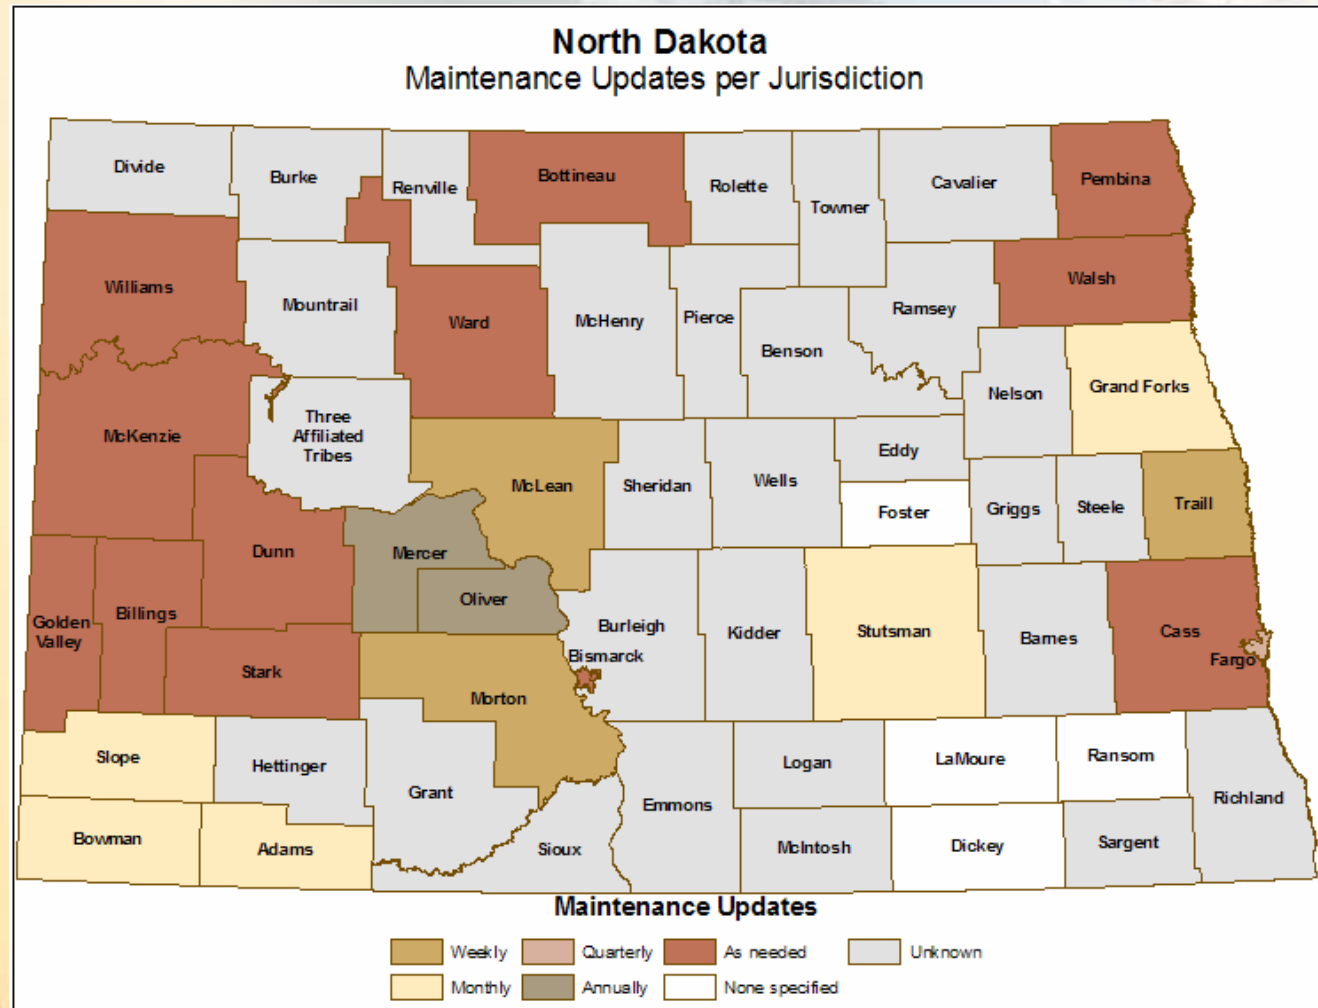 North Dakota
Maintenance Updates per Jurisdiction
Divide
Burke
Renville
Bottineau
Rolette
Towner
Cavalier
Pembina
Williams
Mountrail
Ward
McHenry
Pierce
Benson
Ramsey
Walsh
Nelson
Grand Forks
McKenzie
Three
Affiliated
Tribes
McLean
Sheridan
Wells
Eddy
Foster
Griggs
Steele
Traill
Dunn
Mercer
Oliver
Golden
Valley
Billings
Stark
Morton
Burleigh
Bismarck
Kidder
Stutsman
Barnes
Cass
Fargo
Slope
Hettinger
Grant
Bowman
Adams
Sioux
Emmons
Logan
McIntosh
LaMoure
Dickey
Ransom
Sargent
Richland
Maintenance Updates
Weekly
Quarterly
As needed
Unknown
Monthly
Annually
None specified